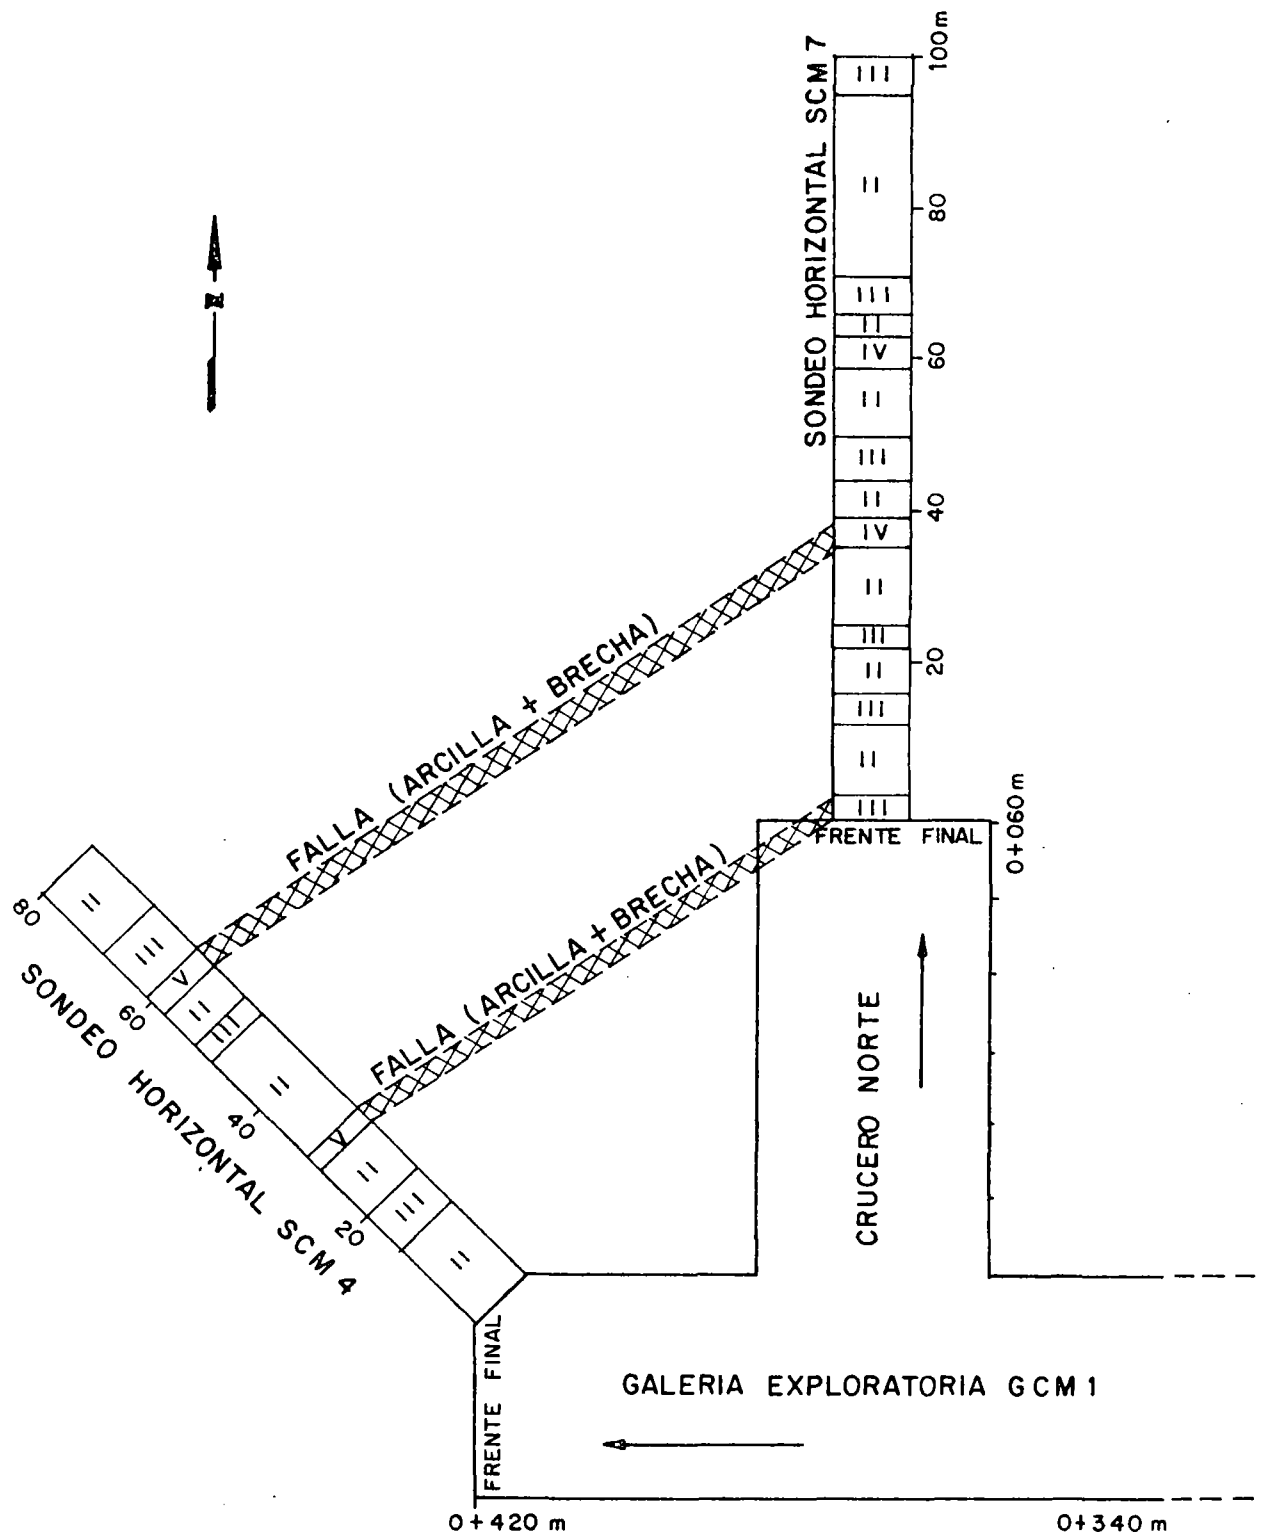 SONDEO HORIZONTAL SCM 7
100 m
III
II
80
III
II
IV
60
II
III
II
40
IV
II
III
II
20
III
II
III
FRENTE FINAL
0+060 m
N
FALLA (ARCILLA + BRECHA)
FALLA (ARCILLA + BRECHA)
80
II
III
V
60
II
III
II
40
V
II
III
20
II
SONDEO HORIZONTAL SCM 4
CRUCERO NORTE
FRENTE FINAL
GALERIA EXPLORATORIA GCM 1
0+420 m
0+340 m